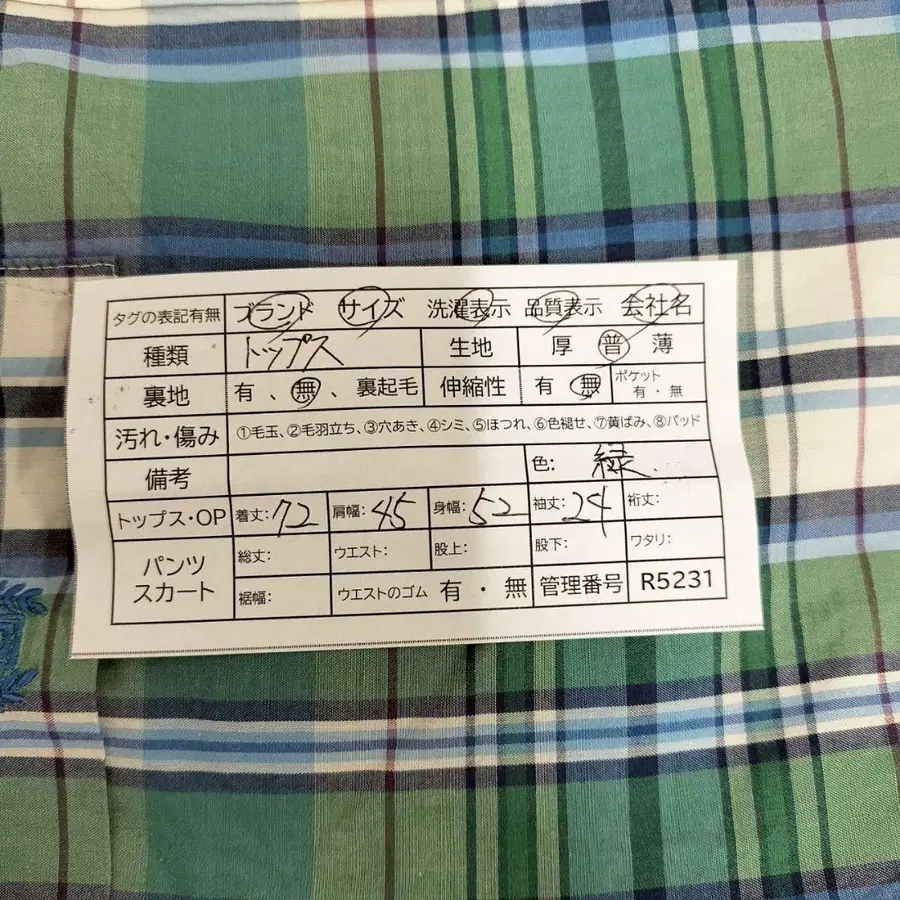 タグの表記有無 ブランド サイズ 洗濯表示 品質表示 会社名
種類 トップス 生地 厚 普 薄
裏地 有 、 無 、 裏起毛 伸縮性 有 無 ポケット 有 ・ 無
汚れ・傷み ①毛玉、②毛羽立ち、③穴あき、④シミ、⑤ほつれ、⑥色褪せ、⑦黄ばみ、⑧パッド
備考 色: 緑
トップス・OP 着丈: 72 肩幅: 45 身幅: 52 袖丈: 24 裄丈:
パンツ スカート 総丈: ウエスト: 股上: 股下: ワタリ:
裾幅: ウエストのゴム 有 ・ 無 管理番号 R5231